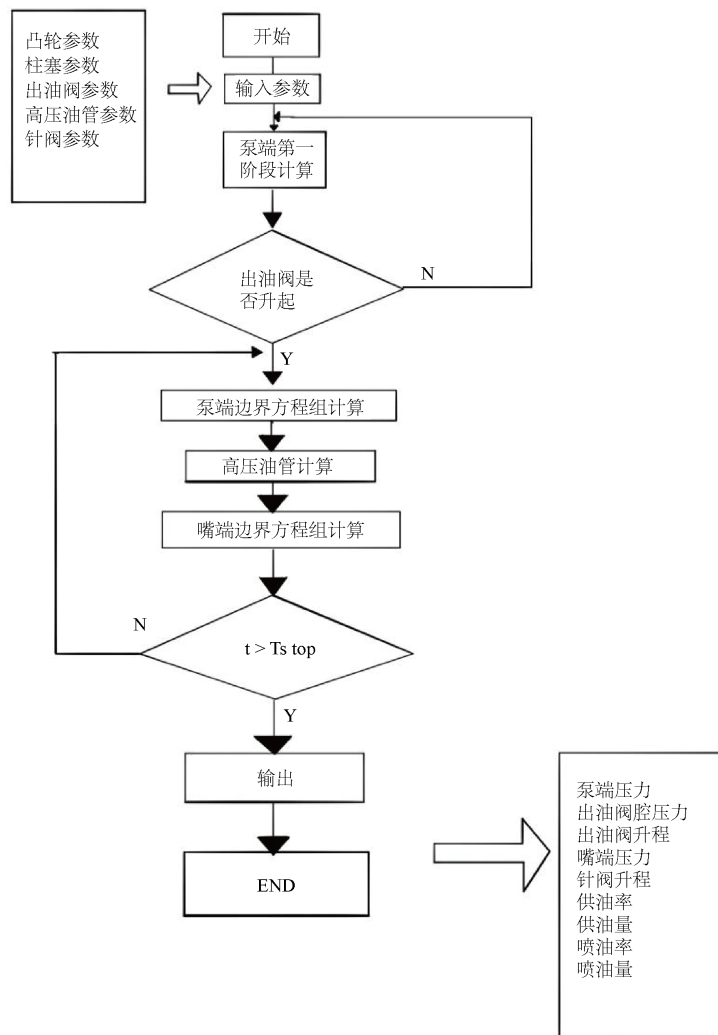 凸轮参数
柱塞参数
出油阀参数
高压油管参数
针阀参数
开始
输入参数
泵端第一
阶段计算
出油阀是
否升起
N
Y
泵端边界方程组计算
高压油管计算
嘴端边界方程组计算
N
t > Ts top
Y
输出
END
泵端压力
出油阀腔压力
出油阀升程
嘴端压力
针阀升程
供油率
供油量
喷油率
喷油量